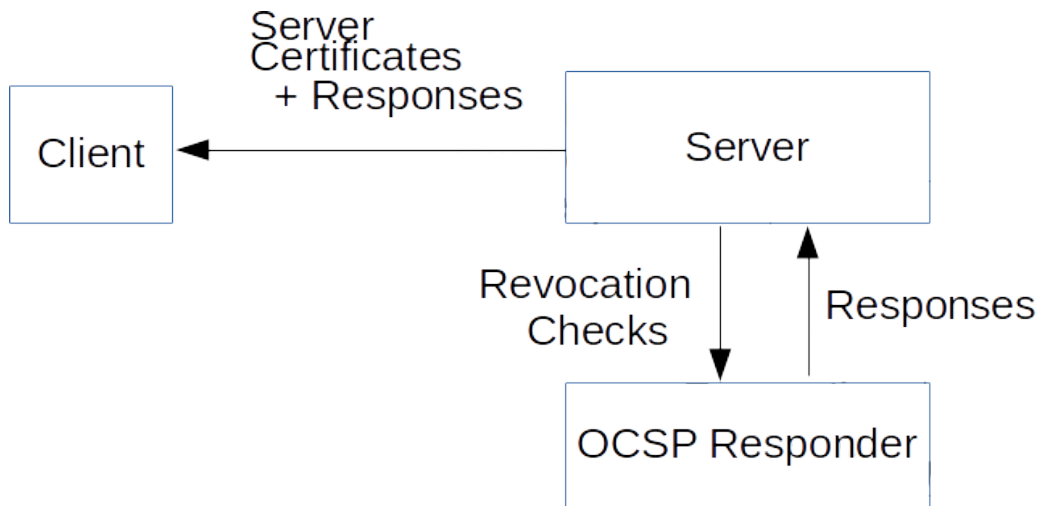 Server
Certificates
+ Responses
Client
Server
Revocation
Checks
Responses
OCSP Responder